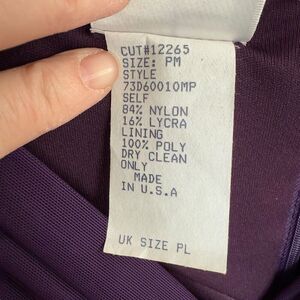 CUT#12265
SIZE: PM
STYLE
73D60010MP
SELF
84% NYLON
16% LYCRA
LINING
100% POLY
DRY CLEAN
ONLY
MADE
IN U.S.A
UK SIZE PL